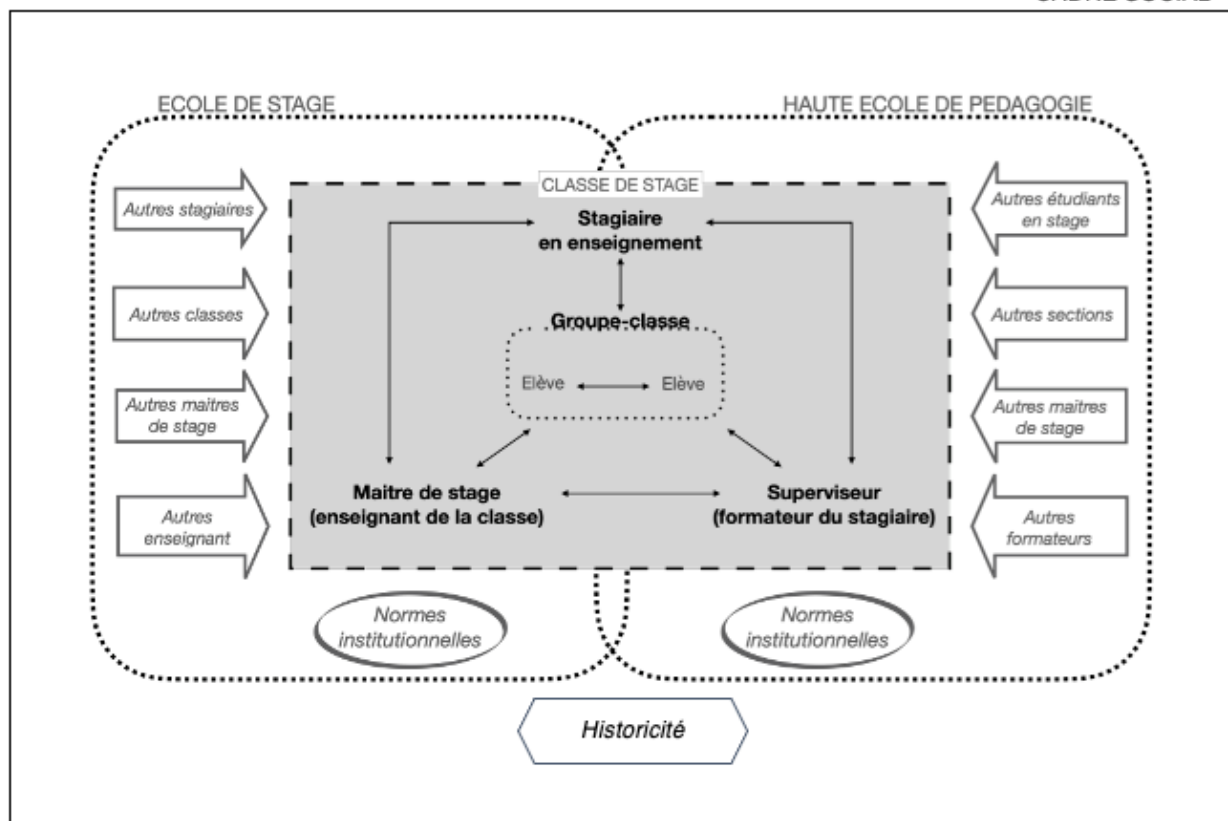 CADRE SOCIAL
ECOLE DE STAGE
HAUTE ECOLE DE PEDAGOGIE
CLASSE DE STAGE
Autres stagiaires
Stagiaire
en enseignement
Autres étudiants
en stage
Autres classes
Groupe-classe
Autres sections
Elève
Elève
Autres maitres
de stage
Autres maitres
de stage
Maitre de stage
(enseignant de la classe)
Superviseur
(formateur du stagiaire)
Autres
enseignant
Autres
formateurs
Normes
institutionnelles
Normes
institutionnelles
Historicité